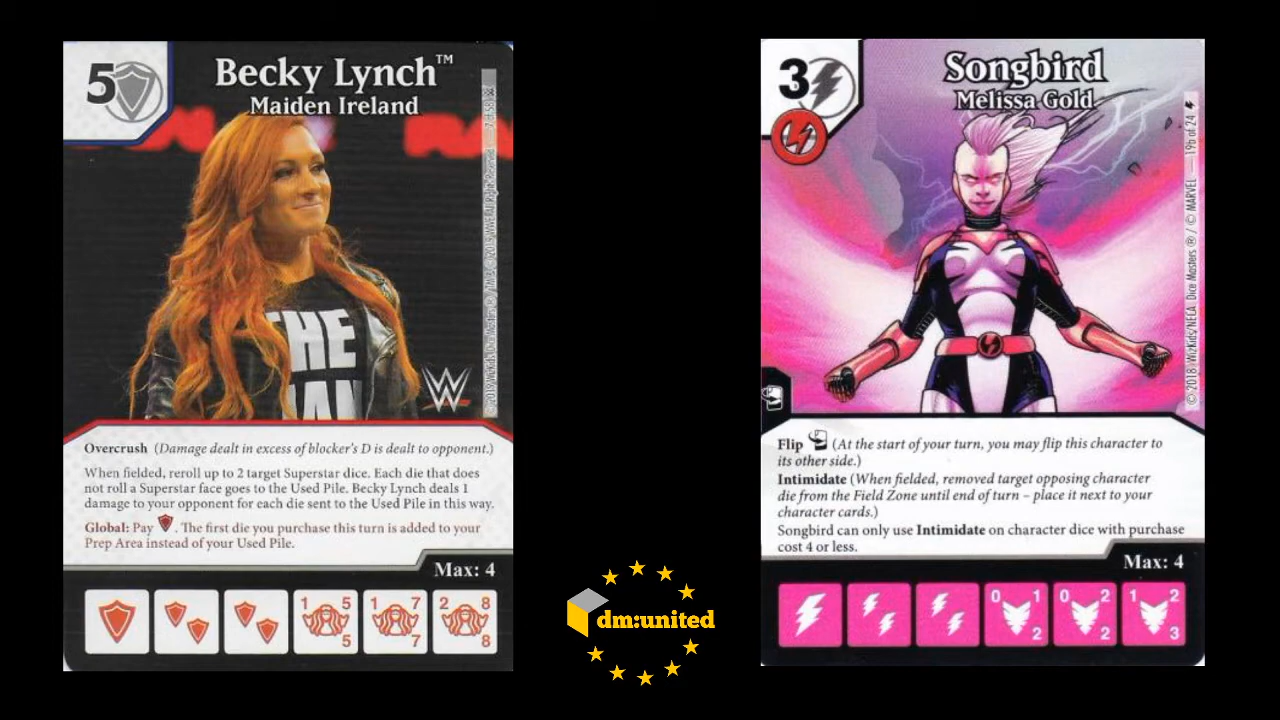 5
Becky Lynch™
Maiden Ireland
THE
W
Overcrush (Damage dealt in excess of blocker's D is dealt to opponent.)
When fielded, reroll up to 2 target Superstar dice. Each die that does
not roll a Superstar face goes to the Used Pile. Becky Lynch deals 1
damage to your opponent for each die sent to the Used Pile in this way.
Global: Pay . The first die you purchase this turn is added to your
Prep Area instead of your Used Pile.
Max: 4
1 5
5
1 7
7
2 8
8
dm:united
3
Songbird
Melissa Gold
© 2018 WizKids/NECA Dice Masters ® / © MARVEL 19b of 24
Flip (At the start of your turn, you may flip this character to
its other side.)
Intimidate (When fielded, removed target opposing character
die from the Field Zone until end of turn – place it next to your
character cards.)
Songbird can only use Intimidate on character dice with purchase
cost 4 or less.
Max: 4
0 1
2
0 2
2
1 2
3